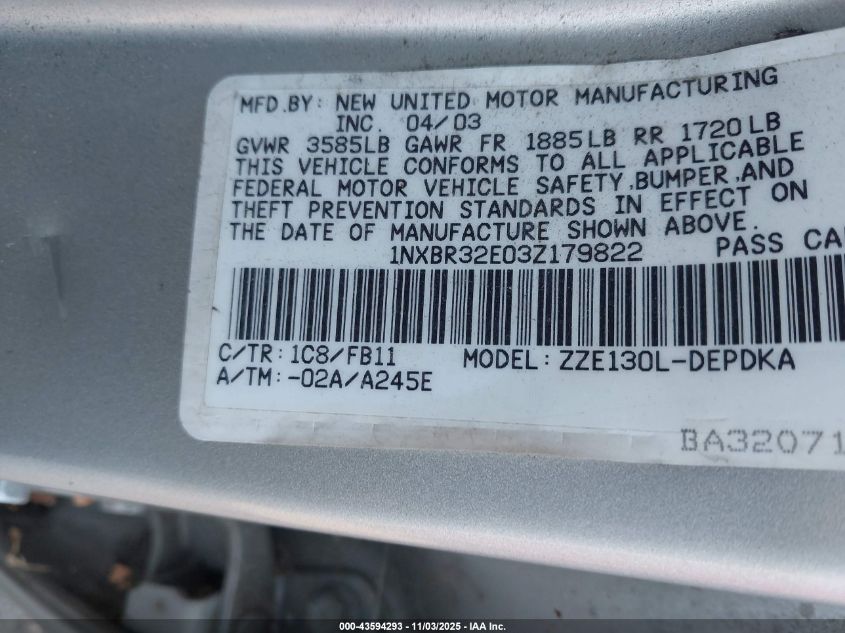 MFD.BY: NEW UNITED MOTOR MANUFACTURING
INC. 04/03
GVWR 3585LB GAWR FR 1885LB RR 1720LB
THIS VEHICLE CONFORMS TO ALL APPLICABLE
FEDERAL MOTOR VEHICLE SAFETY,BUMPER,AND
THEFT PREVENTION STANDARDS IN EFFECT ON
THE DATE OF MANUFACTURE SHOWN ABOVE.
1NXBR32E03Z179822 PASS CA
C/TR: 1C8/FB11 MODEL: ZZE130L-DEPDKA
A/TM: -02A/A245E
BA32071
000-43594293 - 11/03/2025 - IAA Inc.